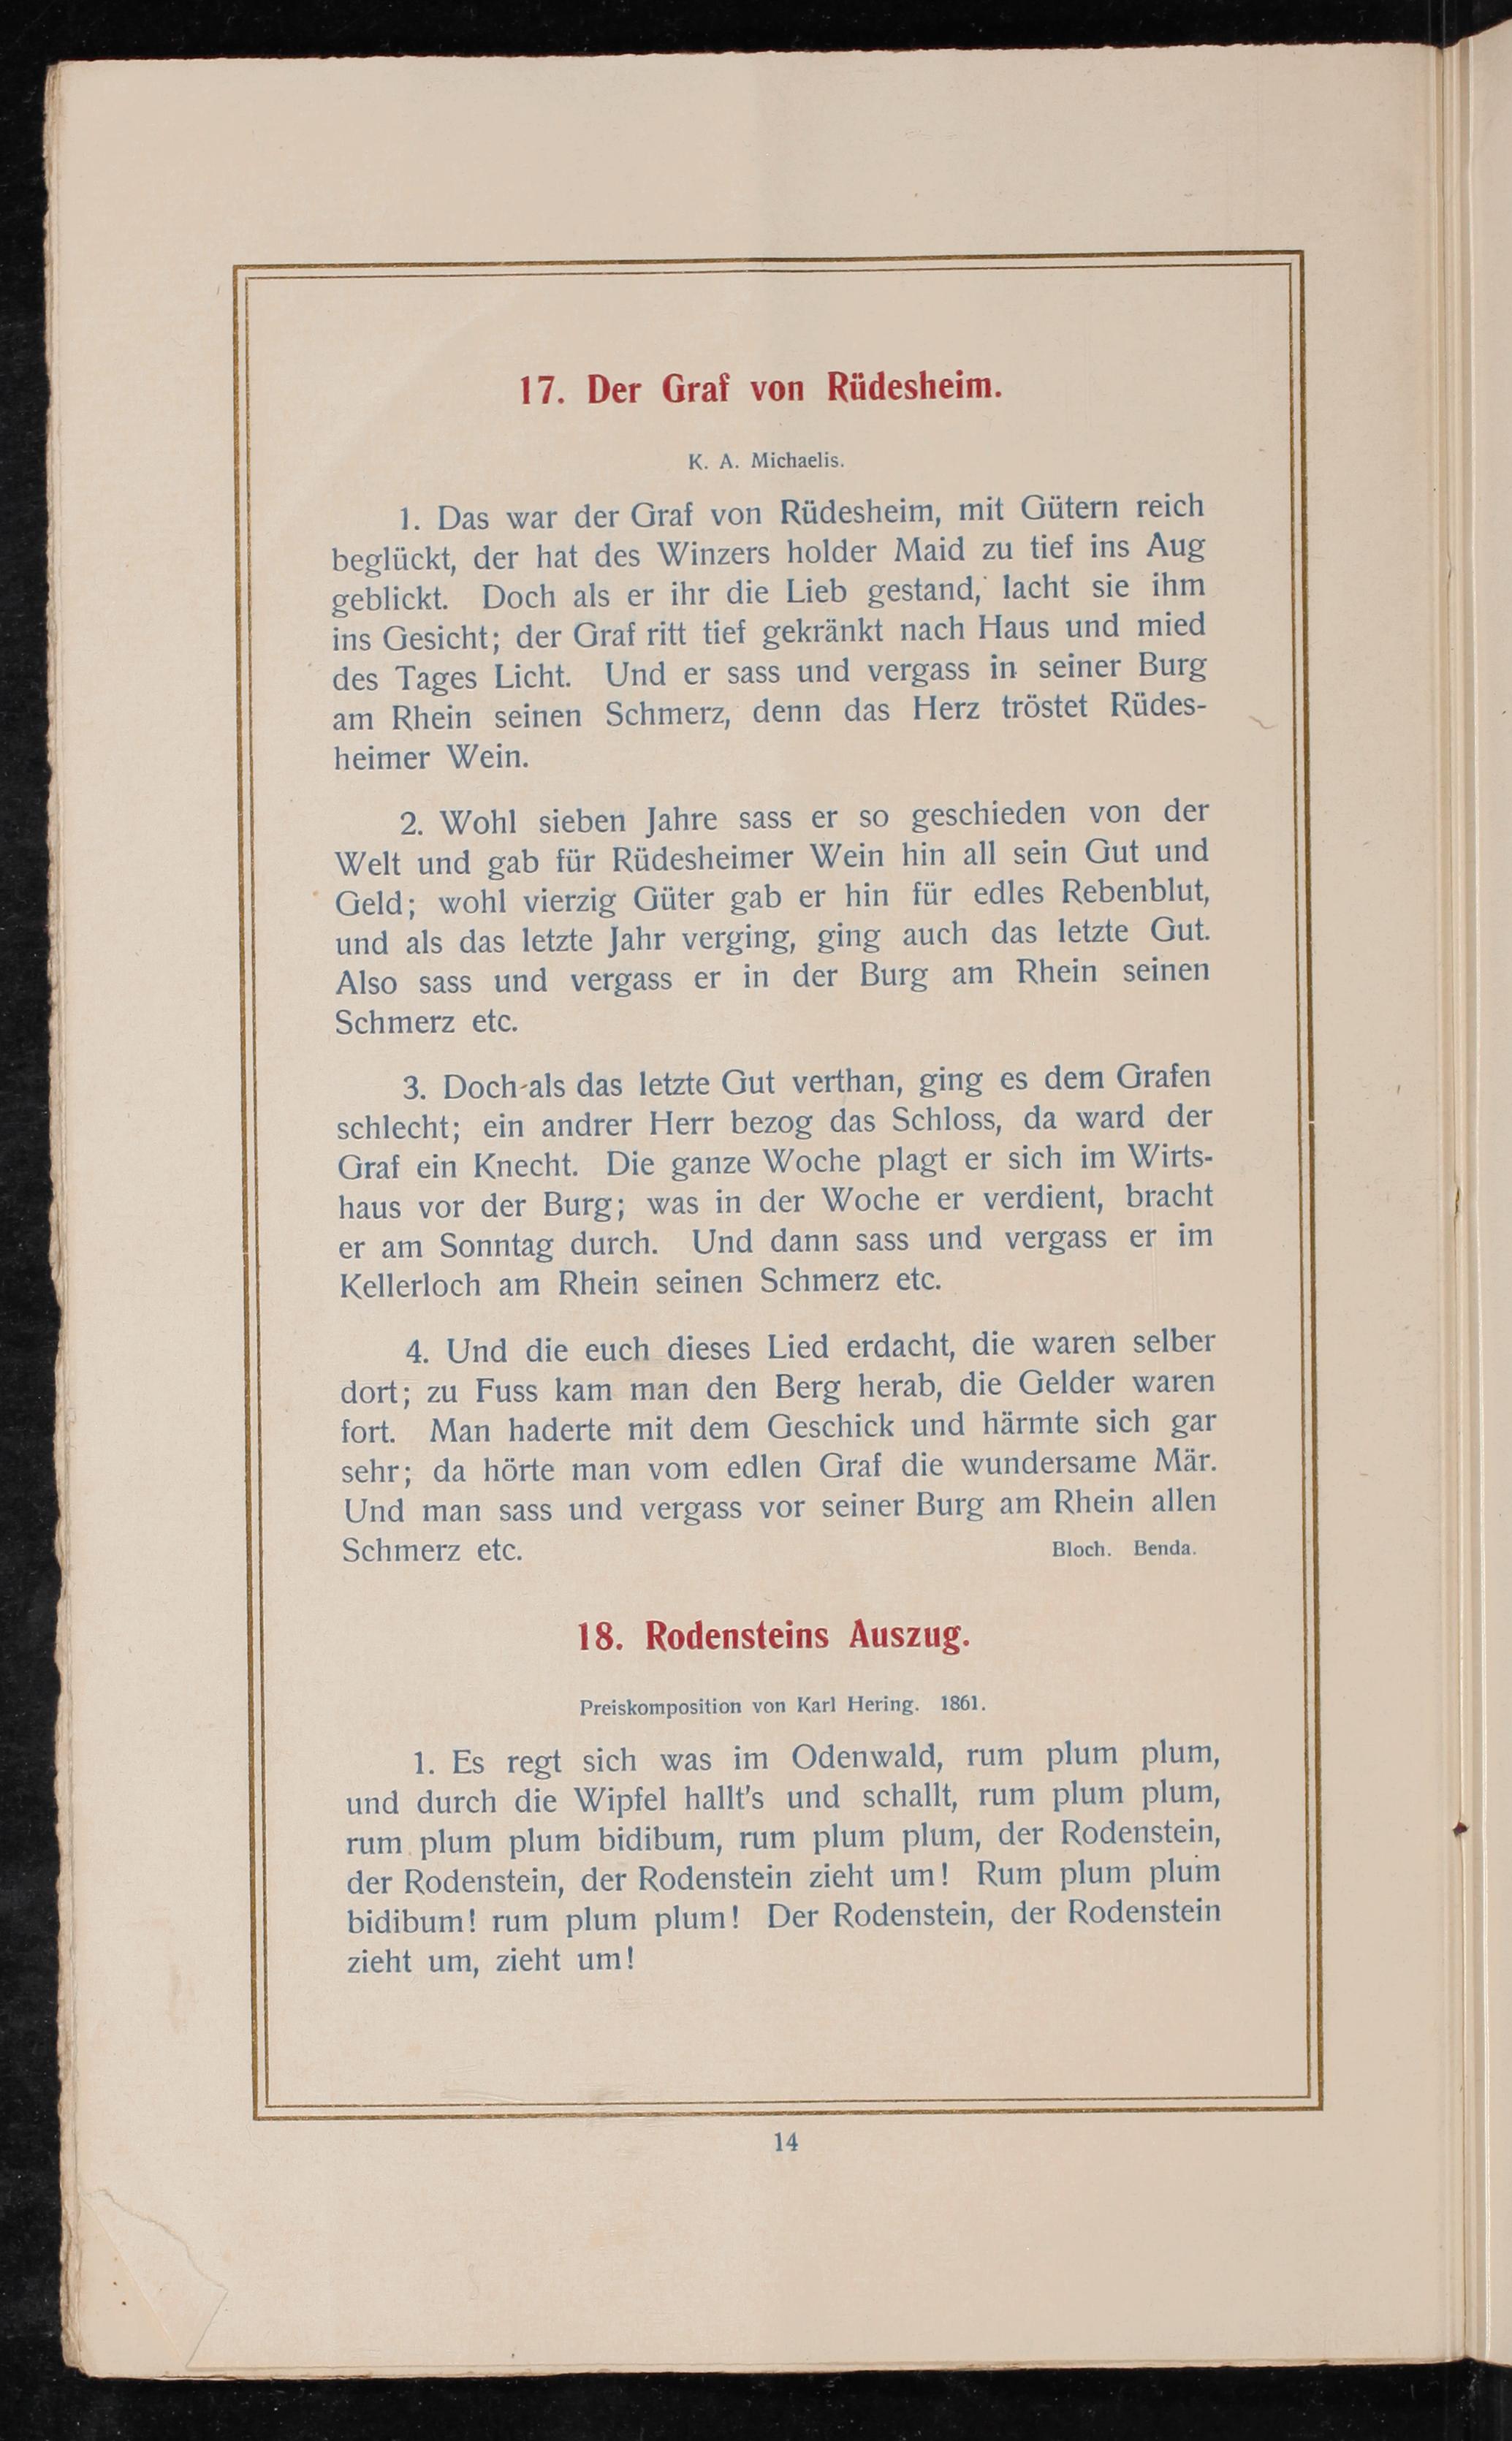 17. Der Graf von Rüdesheim.
K. A. Michaelis.
1. Das war der Graf von Rüdesheim, mit Gütern reich
beglückt, der hat des Winzers holder Maid zu tief ins Aug
geblickt. Doch als er ihr die Lieb gestand, lacht sie ihm
ins Gesicht; der Graf ritt tief gekränkt nach Haus und mied
des Tages Licht. Und er sass und vergass in seiner Burg
am Rhein seinen Schmerz, denn das Herz tröstet Rüdes-
heimer Wein.
2. Wohl sieben Jahre sass er so geschieden von der
Welt und gab für Rüdesheimer Wein hin all sein Gut und
Geld; wohl vierzig Güter gab er hin für edles Rebenblut,
und als das letzte Jahr verging, ging auch das letzte Gut.
Also sass und vergass er in der Burg am Rhein seinen
Schmerz etc.
3. Doch als das letzte Gut verthan, ging es dem Grafen
schlecht; ein andrer Herr bezog das Schloss, da ward der
Graf ein Knecht. Die ganze Woche plagt er sich im Wirts-
haus vor der Burg; was in der Woche er verdient, bracht
er am Sonntag durch. Und dann sass und vergass er im
Kellerloch am Rhein seinen Schmerz etc.
4. Und die euch dieses Lied erdacht, die waren selber
dort; zu Fuss kam man den Berg herab, die Gelder waren
fort. Man haderte mit dem Geschick und härmte sich gar
sehr; da hörte man vom edlen Graf die wundersame Mär.
Und man sass und vergass vor seiner Burg am Rhein allen
Schmerz etc. Bloch. Benda.
18. Rodensteins Auszug.
Preiskomposition von Karl Hering. 1861.
1. Es regt sich was im Odenwald, rum plum plum,
und durch die Wipfel hallt's und schallt, rum plum plum,
rum plum plum bidibum, rum plum plum, der Rodenstein,
der Rodenstein, der Rodenstein zieht um! Rum plum plum
bidibum! rum plum plum! Der Rodenstein, der Rodenstein
zieht um, zieht um!
14